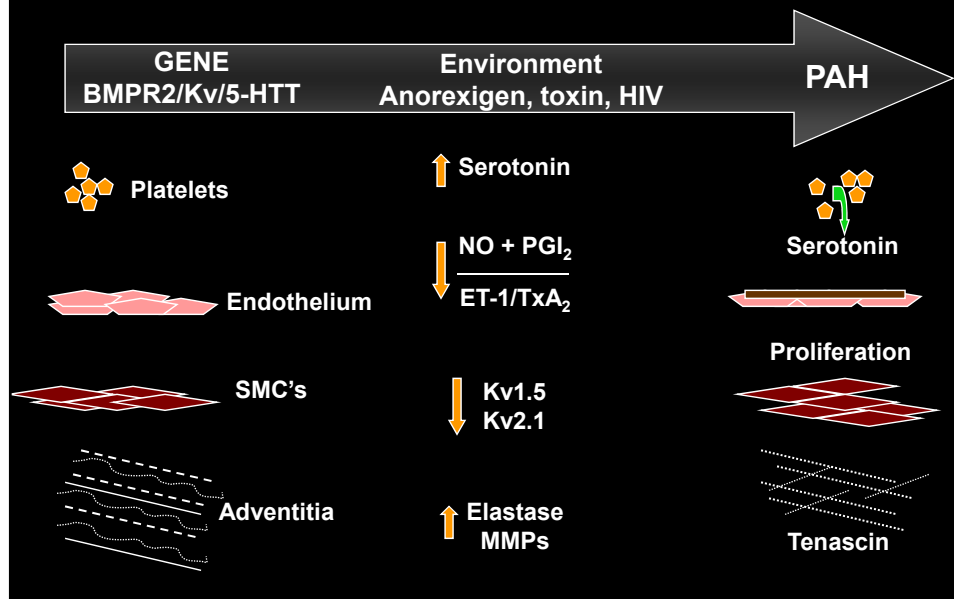 GENE
BMPR2/Kv/5-HTT
Environment
Anorexigen, toxin, HIV
PAH
Platelets
Serotonin
Serotonin
NO + PGI₂
ET-1/TxA₂
Endothelium
Proliferation
SMC's
Kv1.5
Kv2.1
Adventitia
Elastase
MMPs
Tenascin